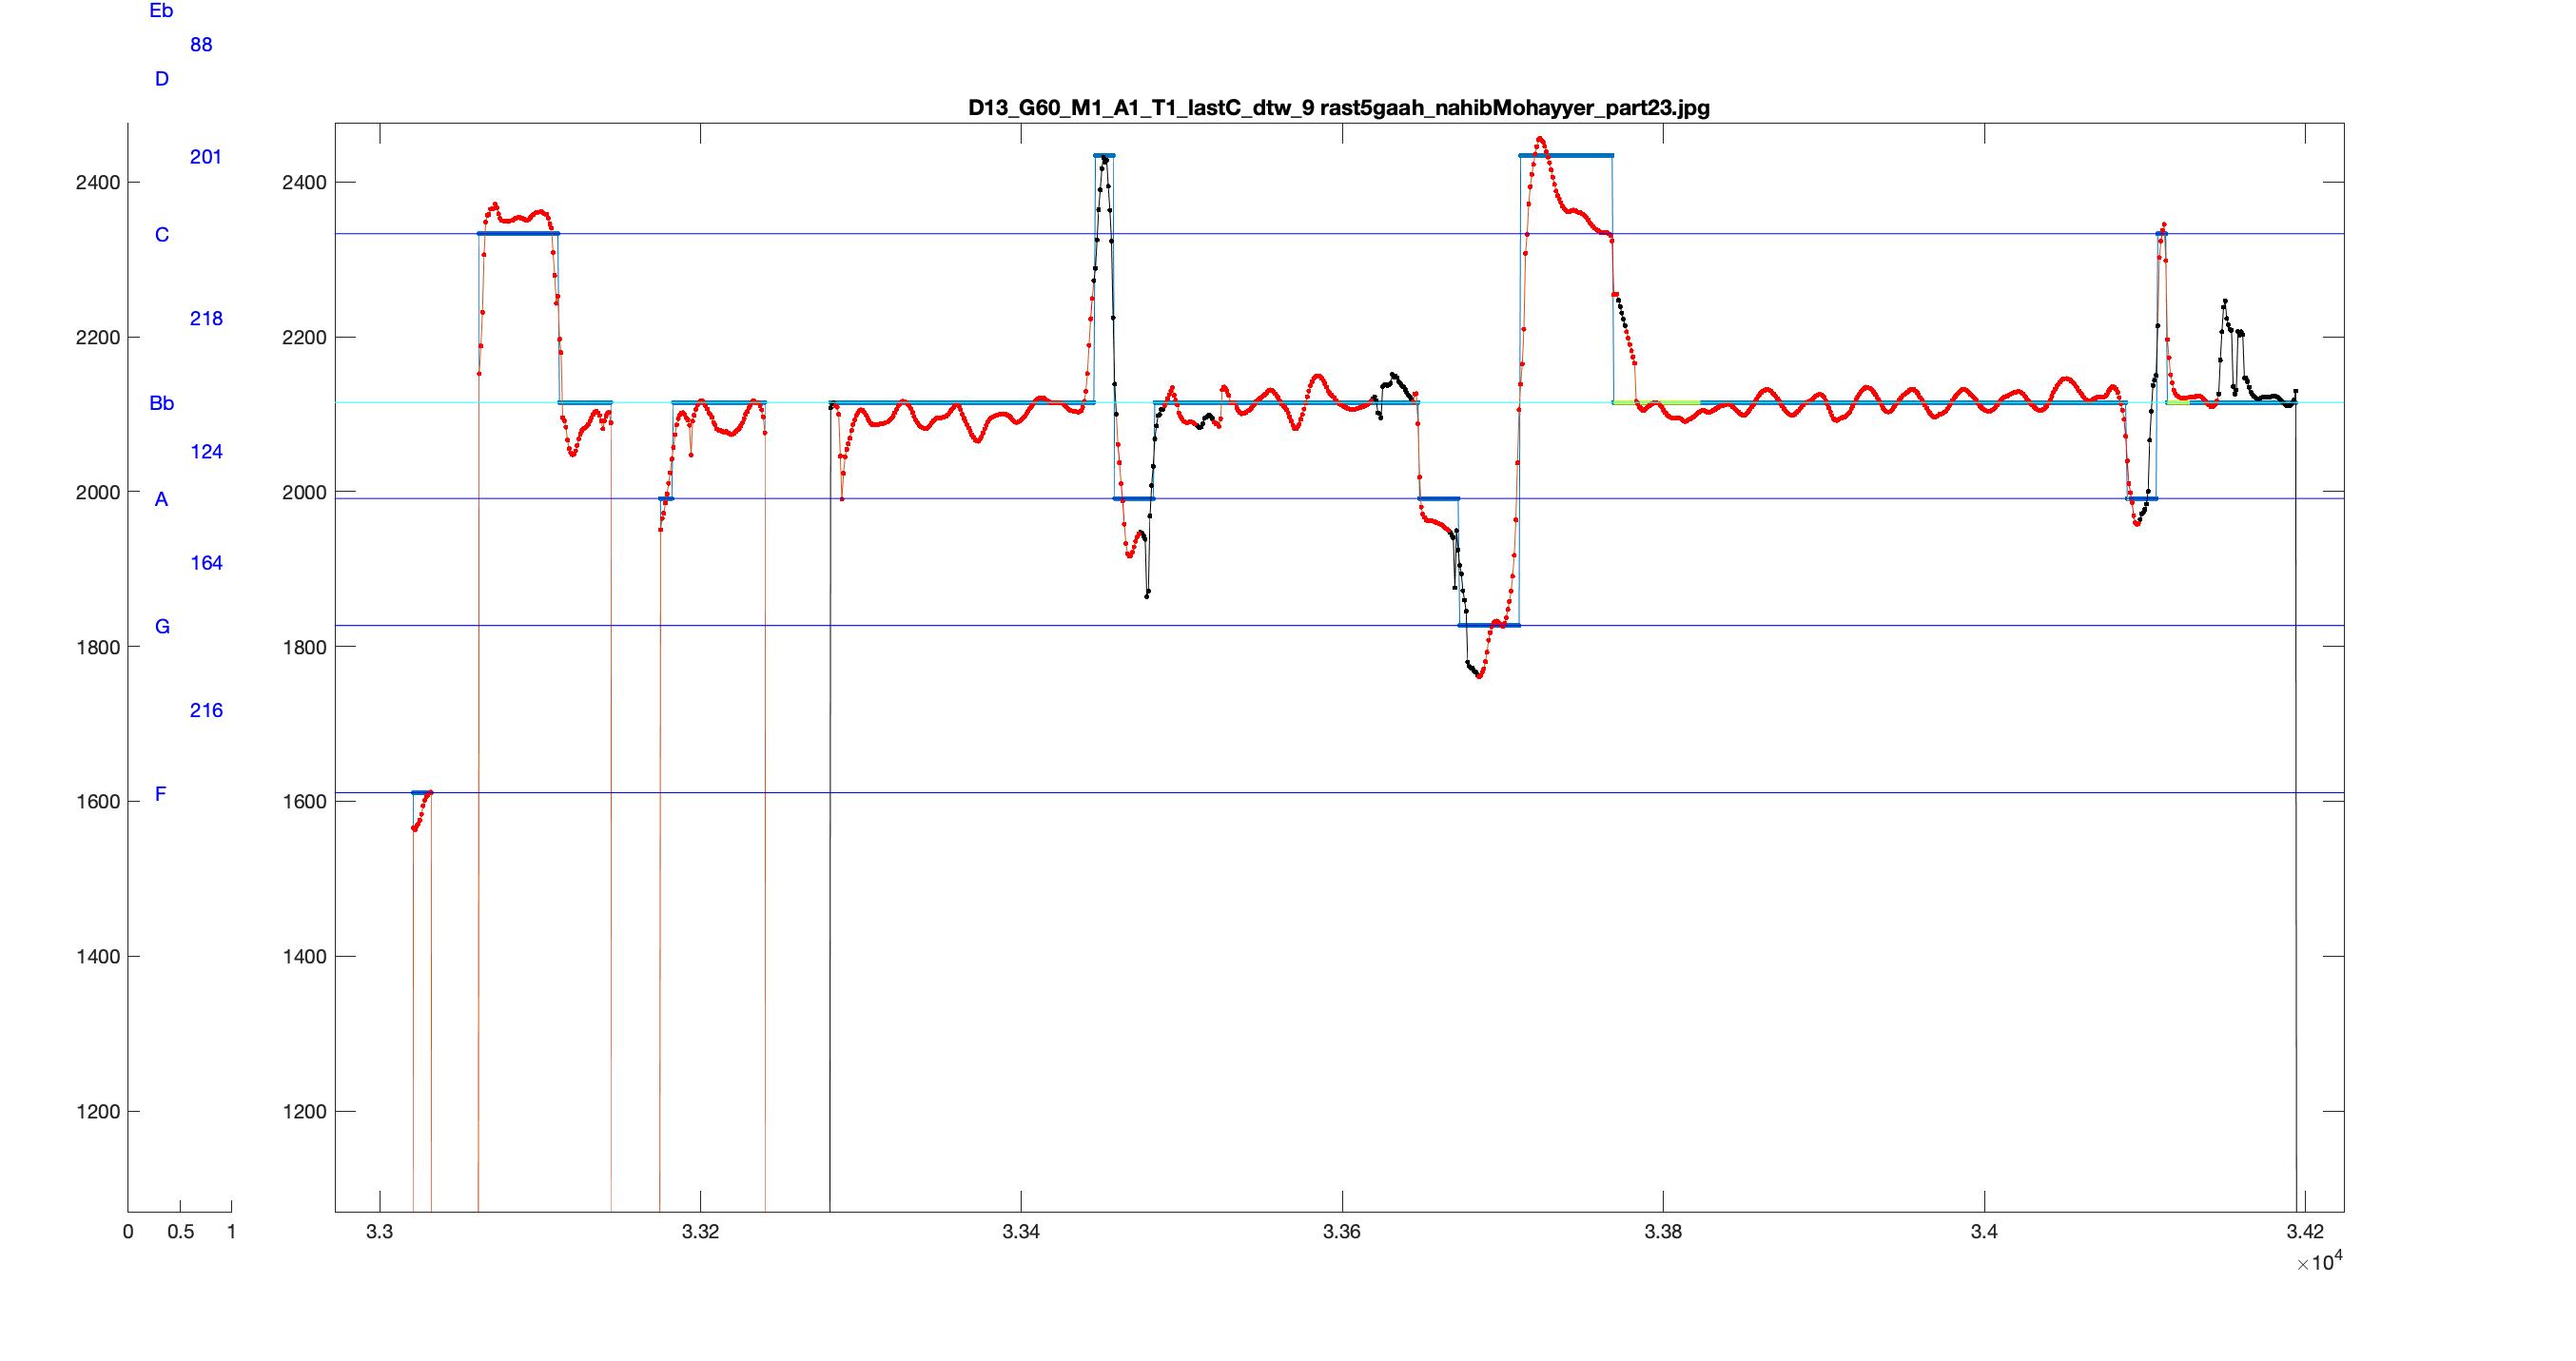 Eb
88
D
D13_G60_M1_A1_T1_lastC_dtw_9 rast5gaah_nahibMohayyer_part23.jpg
201
2400 2400
C
218
2200 2200
Bb
124
2000 A 2000
164
G
1800 1800
216
F
1600 1600
1400 1400
1200 1200
0 0.5 1 3.3 3.32 3.34 3.36 3.38 3.4 3.42
×10^4